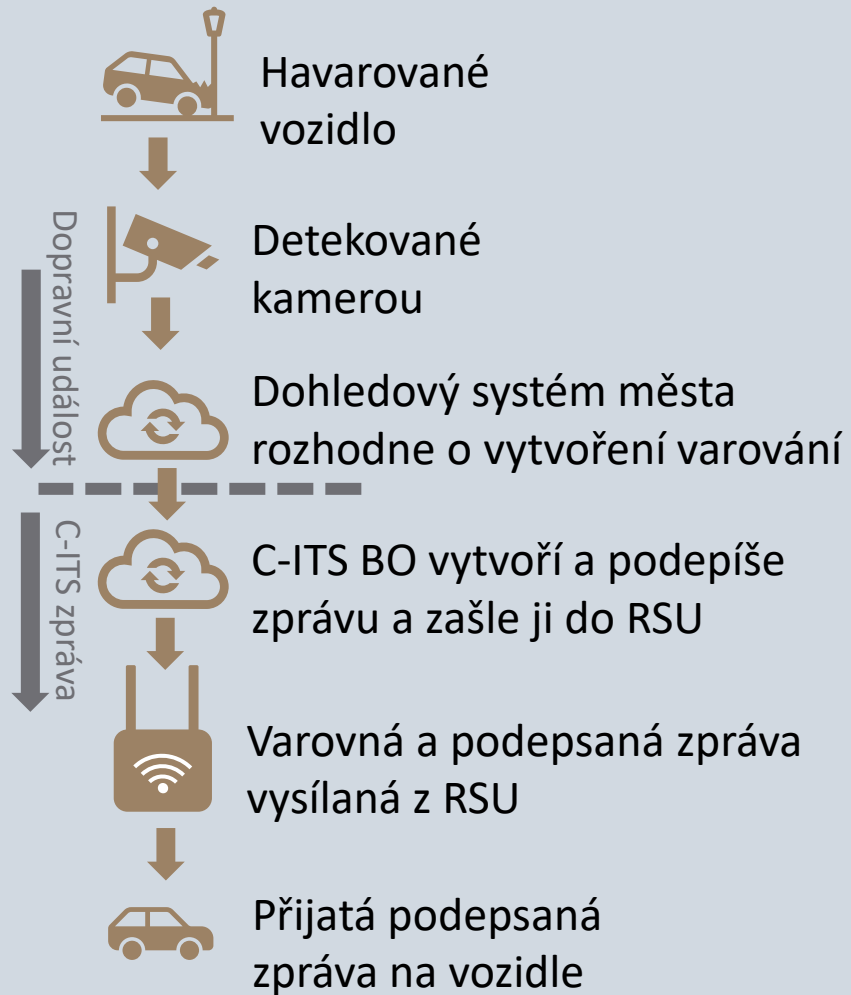 Havarované
vozidlo
Detekované
kamerou
Dopravní událost
Dohledový systém města
rozhodne o vytvoření varování
C-ITS zpráva
C-ITS BO vytvoří a podepíše
zprávu a zašle ji do RSU
Varovná a podepsaná zpráva
vysílaná z RSU
Přijatá podepsaná
zpráva na vozidle